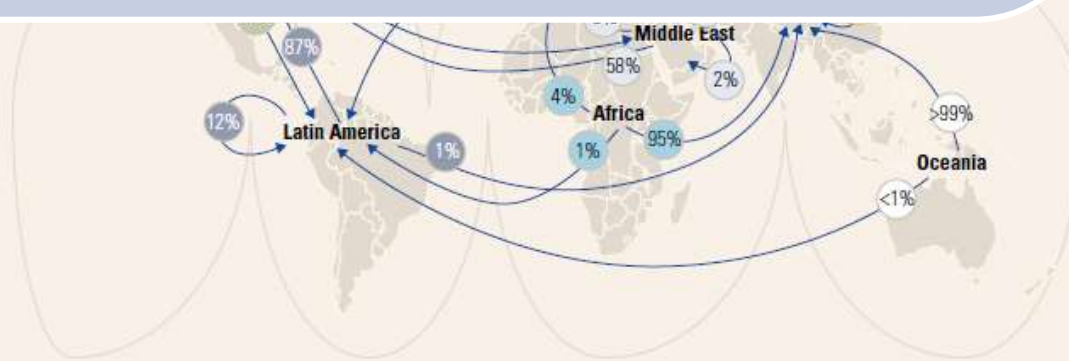 Middle East
87%
58%
2%
4%
Africa
>99%
12%
Latin America
1%
1%
95%
Oceania
<1%